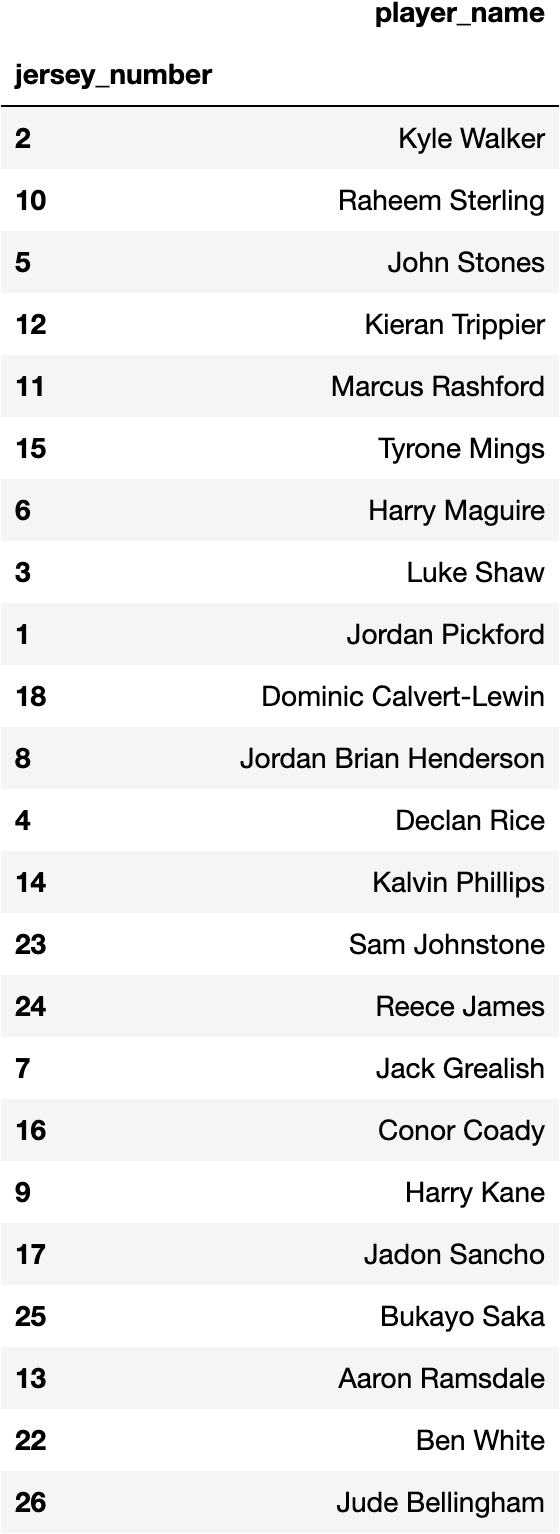 player_name
jersey_number
2 Kyle Walker
10 Raheem Sterling
5 John Stones
12 Kieran Trippier
11 Marcus Rashford
15 Tyrone Mings
6 Harry Maguire
3 Luke Shaw
1 Jordan Pickford
18 Dominic Calvert-Lewin
8 Jordan Brian Henderson
4 Declan Rice
14 Kalvin Phillips
23 Sam Johnstone
24 Reece James
7 Jack Grealish
16 Conor Coady
9 Harry Kane
17 Jadon Sancho
25 Bukayo Saka
13 Aaron Ramsdale
22 Ben White
26 Jude Bellingham